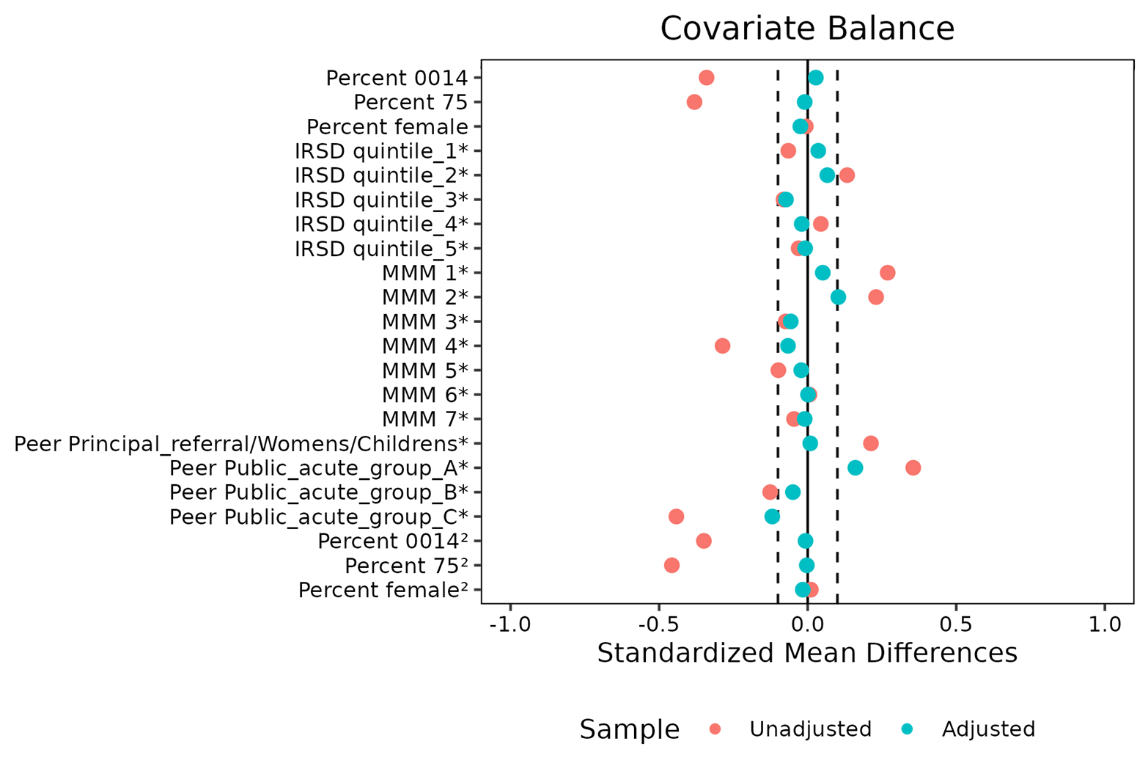 Covariate Balance
Percent 0014
Percent 75
Percent female
IRSD quintile_1*
IRSD quintile_2*
IRSD quintile_3*
IRSD quintile_4*
IRSD quintile_5*
MMM 1*
MMM 2*
MMM 3*
MMM 4*
MMM 5*
MMM 6*
MMM 7*
Peer Principal_referral/Womens/Childrens*
Peer Public_acute_group_A*
Peer Public_acute_group_B*
Peer Public_acute_group_C*
Percent 0014²
Percent 75²
Percent female²
-1.0 -0.5 0.0 0.5 1.0
Standardized Mean Differences
Sample Unadjusted Adjusted